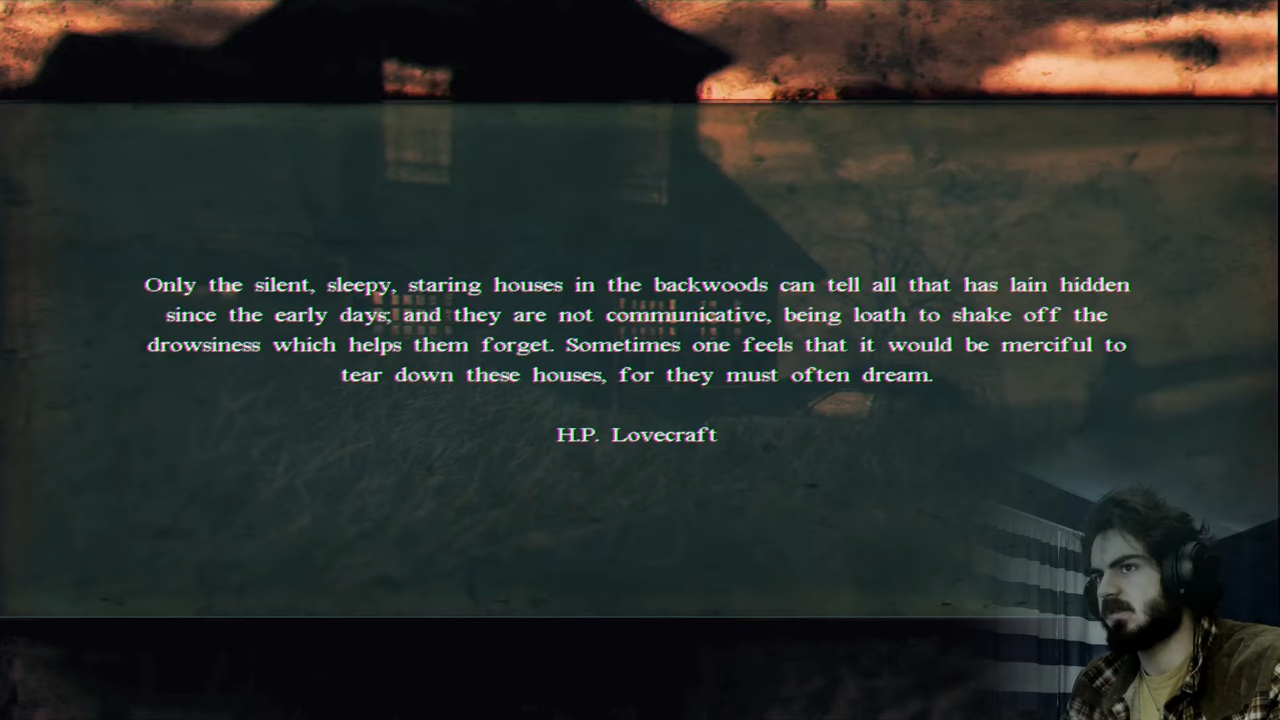 Only the silent, sleepy, staring houses in the backwoods can tell all that has lain hidden
since the early days; and they are not communicative, being loath to shake off the
drowsiness which helps them forget. Sometimes one feels that it would be merciful to
tear down these houses, for they must often dream.
H.P. Lovecraft